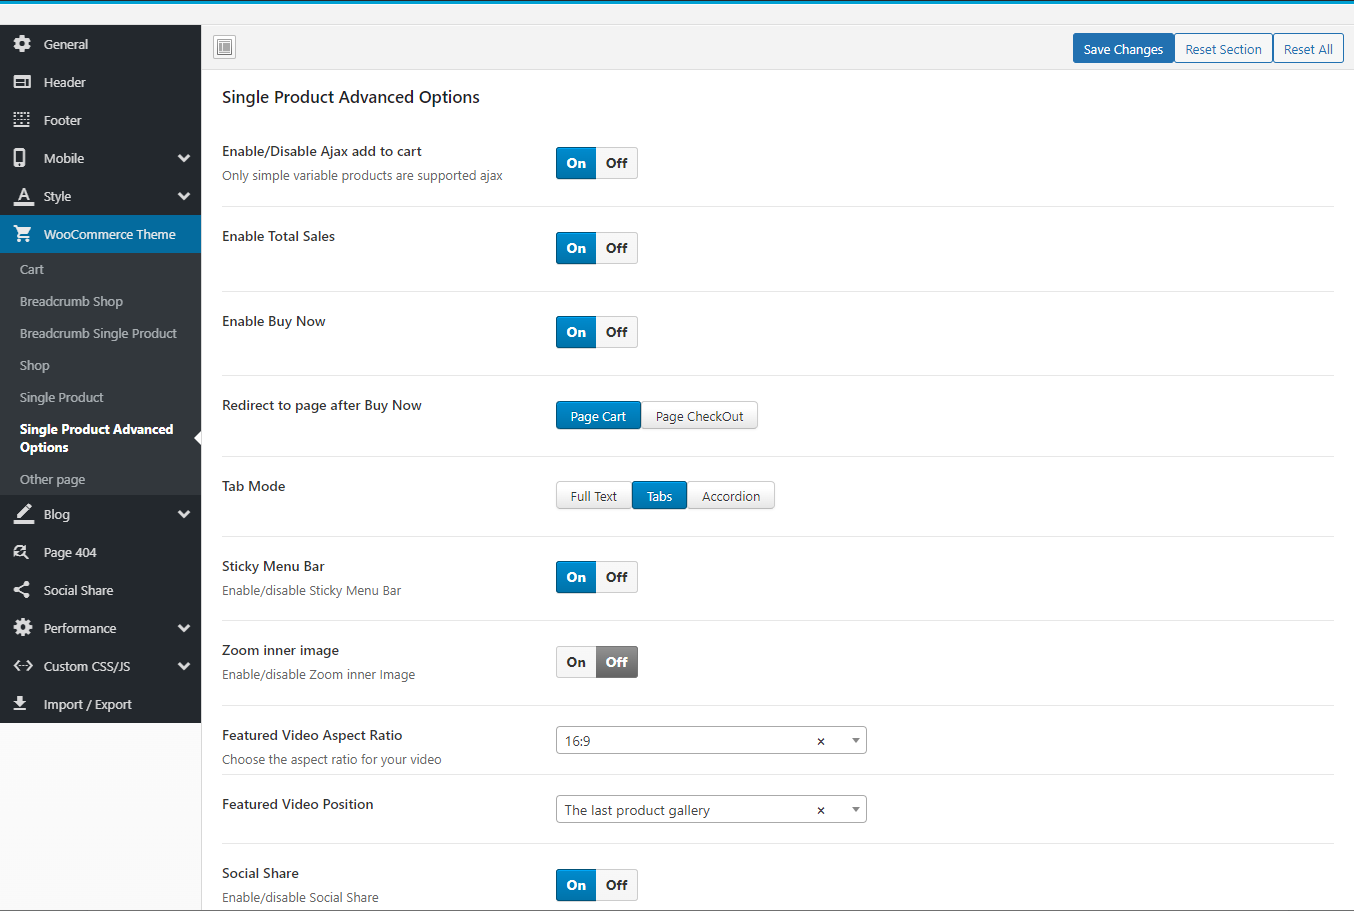 General
Header
Footer
Mobile
Style
WooCommerce Theme
Cart
Breadcrumb Shop
Breadcrumb Single Product
Shop
Single Product
Single Product Advanced
Options
Other page
Blog
Page 404
Social Share
Performance
Custom CSS/JS
Import / Export
Save Changes Reset Section Reset All
Single Product Advanced Options
Enable/Disable Ajax add to cart
Only simple variable products are supported ajax
On Off
Enable Total Sales
On Off
Enable Buy Now
On Off
Redirect to page after Buy Now
Page Cart Page CheckOut
Tab Mode
Full Text Tabs Accordion
Sticky Menu Bar
Enable/disable Sticky Menu Bar
On Off
Zoom inner image
Enable/disable Zoom inner Image
On Off
Featured Video Aspect Ratio
Choose the aspect ratio for your video
16:9 ×
Featured Video Position
The last product gallery ×
Social Share
Enable/disable Social Share
On Off